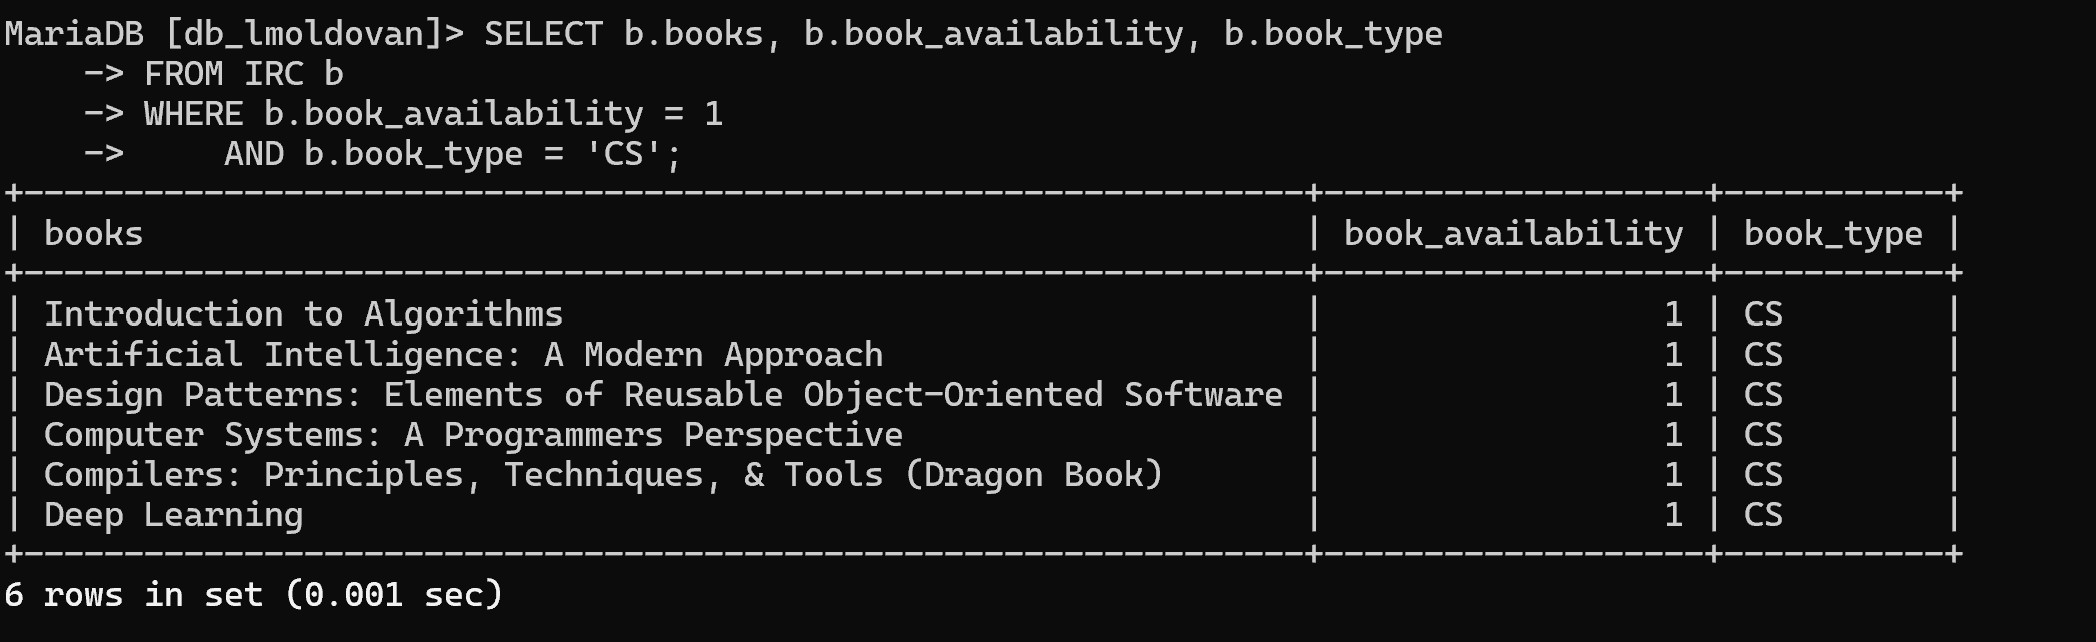 MariaDB [db_lmoldovan]> SELECT b.books, b.book_availability, b.book_type
    -> FROM IRC b
    -> WHERE b.book_availability = 1
    ->     AND b.book_type = 'CS';
+----------------------------------------------------------------+-------------------+-----------+
| books                                                          | book_availability | book_type |
+----------------------------------------------------------------+-------------------+-----------+
| Introduction to Algorithms                                     |                 1 | CS        |
| Artificial Intelligence: A Modern Approach                     |                 1 | CS        |
| Design Patterns: Elements of Reusable Object-Oriented Software |                 1 | CS        |
| Computer Systems: A Programmers Perspective                    |                 1 | CS        |
| Compilers: Principles, Techniques, & Tools (Dragon Book)       |                 1 | CS        |
| Deep Learning                                                  |                 1 | CS        |
+----------------------------------------------------------------+-------------------+-----------+
6 rows in set (0.001 sec)